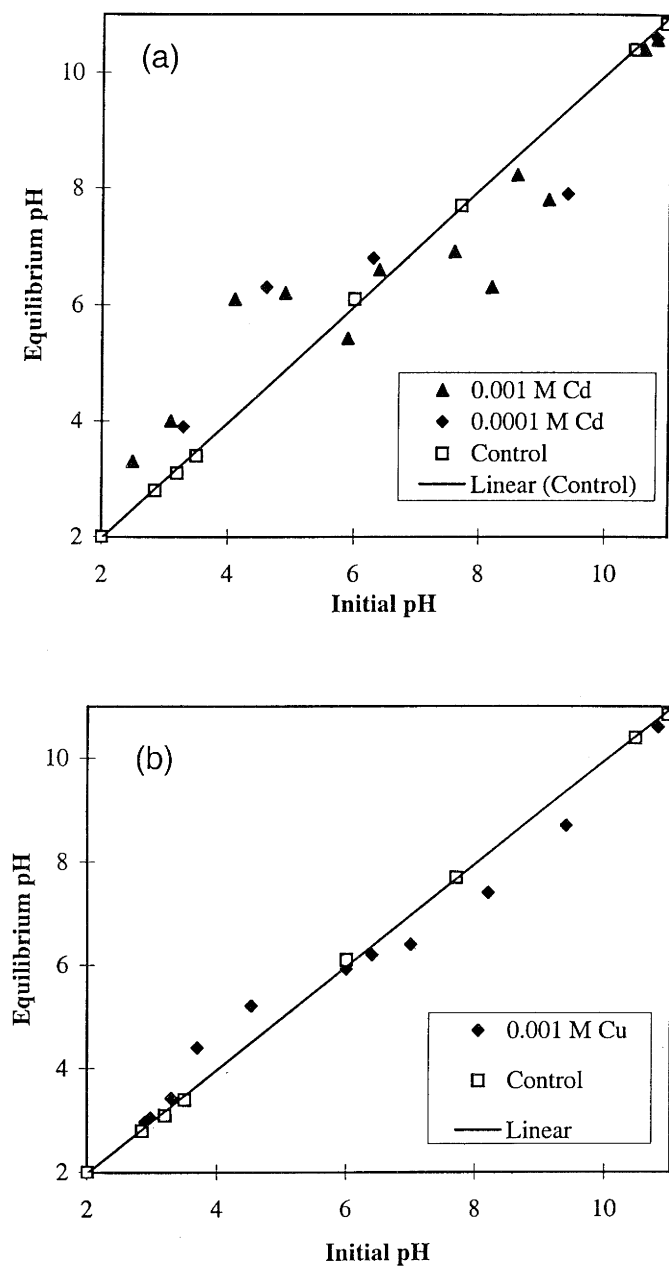 (a)
10
8
6
4
2
Equilibrium pH
0.001 M Cd
0.0001 M Cd
Control
Linear (Control)
2 4 6 8 10
Initial pH
(b)
10
8
6
4
2
Equilibrium pH
0.001 M Cu
Control
Linear
2 4 6 8 10
Initial pH